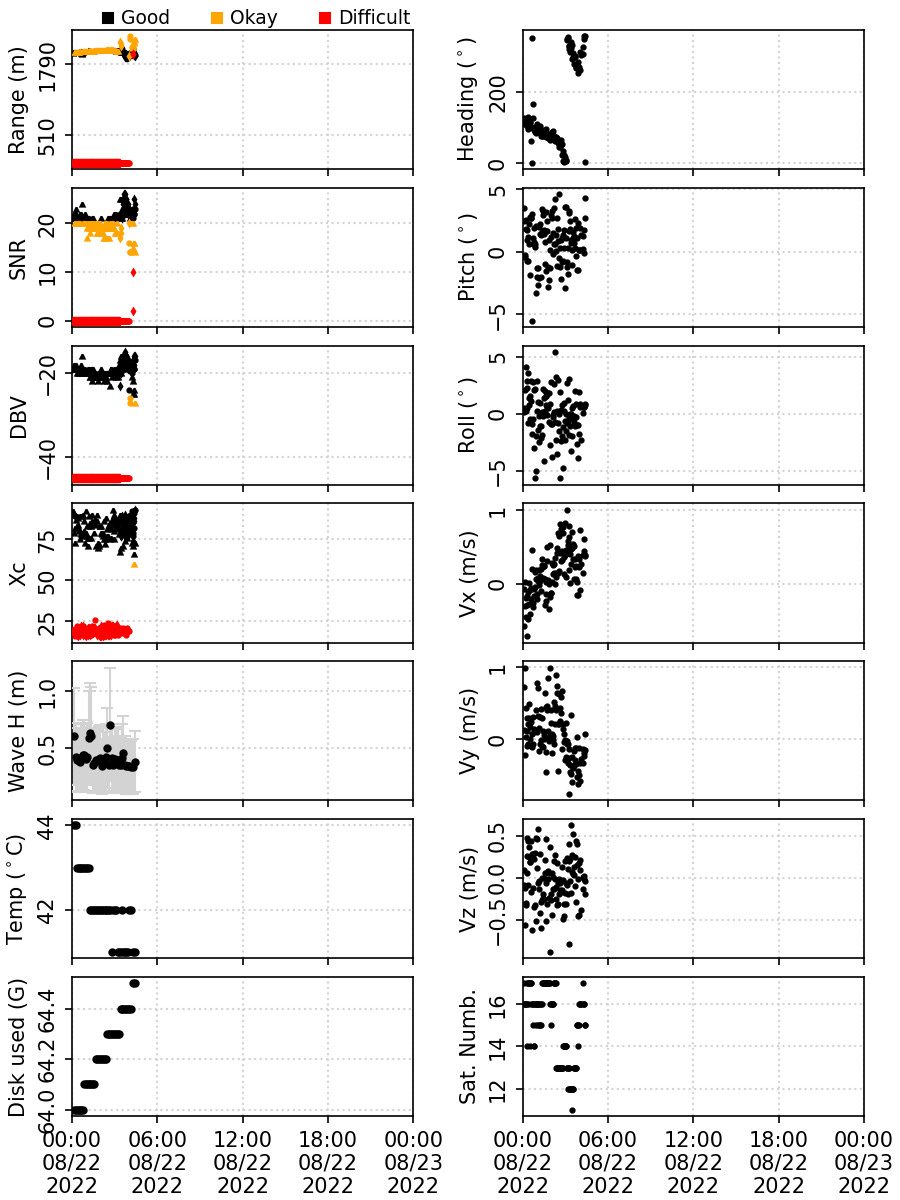 Good Okay Difficult
Range (m)
1790
510
Heading (°)
200
0
SNR
20
10
0
Pitch (°)
5
0
−5
DBV
−20
−40
Roll (°)
5
0
−5
Xc
75
50
25
Vx (m/s)
1
0
Wave H (m)
1.0
0.5
Vy (m/s)
1
0
Temp (°C)
44
42
Vz (m/s)
0.5
0.0
−0.5
Disk used (G)
64.4
64.2
64.0
Sat. Numb.
16
14
12
00:00 06:00 12:00 18:00 00:00
08/22 08/22 08/22 08/22 08/23
2022 2022 2022 2022 2022
00:00 06:00 12:00 18:00 00:00
08/22 08/22 08/22 08/22 08/23
2022 2022 2022 2022 2022